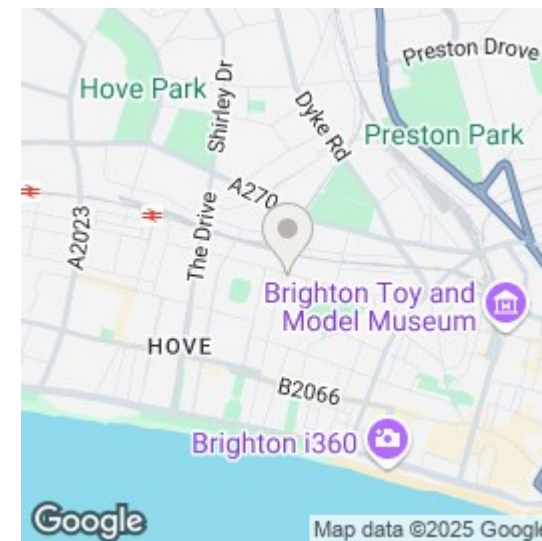 Preston Drove
Hove Park
Shirley Dr
Dyke Rd
Preston Park
A270
A2023
The Drive
Brighton Toy and
Model Museum
HOVE
B2066
Brighton i360
Google
Map data ©2025 Google